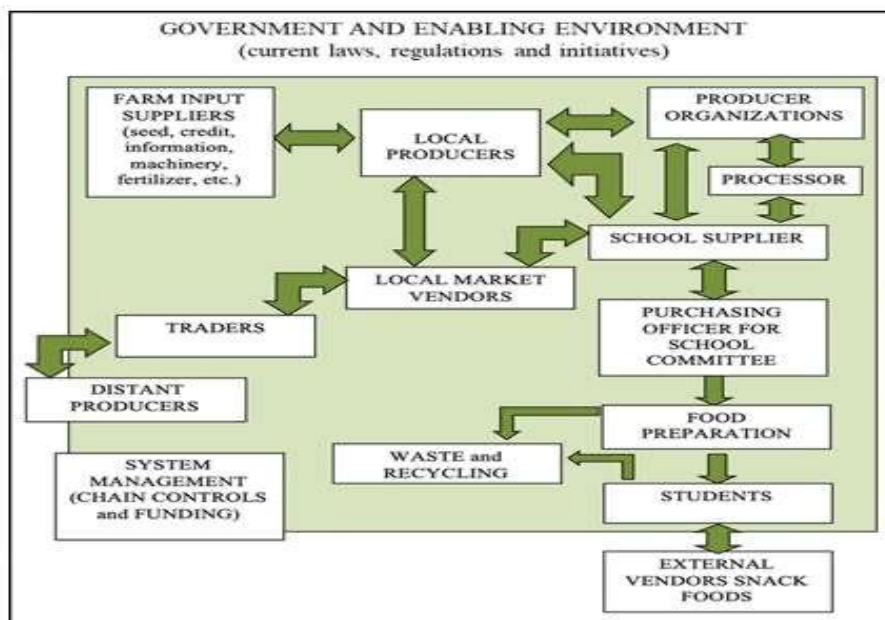 GOVERNMENT AND ENABLING ENVIRONMENT
(current laws, regulations and initiatives)
FARM INPUT
SUPPLIERS
(seed, credit,
information,
machinery,
fertilizer, etc.)
LOCAL
PRODUCERS
PRODUCER
ORGANIZATIONS
PROCESSOR
SCHOOL SUPPLIER
LOCAL MARKET
VENDORS
TRADERS
PURCHASING
OFFICER FOR
SCHOOL
COMMITTEE
DISTANT
PRODUCERS
FOOD
PREPARATION
WASTE and
RECYCLING
SYSTEM
MANAGEMENT
(CHAIN CONTROLS
and FUNDING)
STUDENTS
EXTERNAL
VENDORS SNACK
FOODS